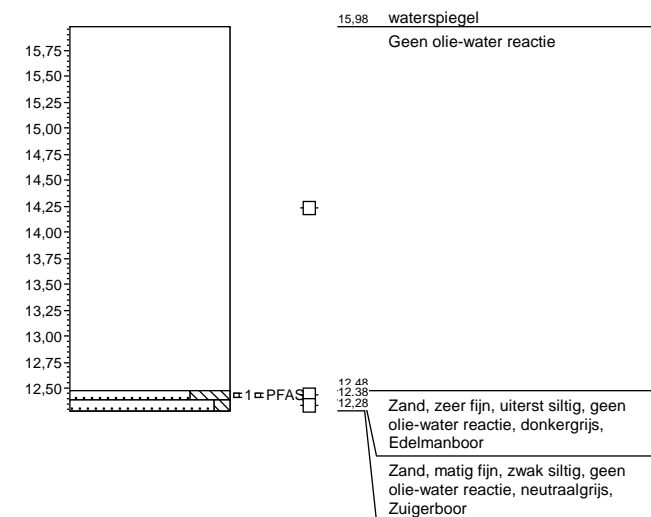 15,98 waterspiegel
Geen olie-water reactie
15,75
15,50
15,25
15,00
14,75
14,50
14,25
14,00
13,75
13,50
13,25
13,00
12,75
12,50
1 PFAS
12,48
12,38
12,28
Zand, zeer fijn, uiterst siltig, geen
olie-water reactie, donkergrijs,
Edelmanboor
Zand, matig fijn, zwak siltig, geen
olie-water reactie, neutraalgrijs,
Zuigerboor